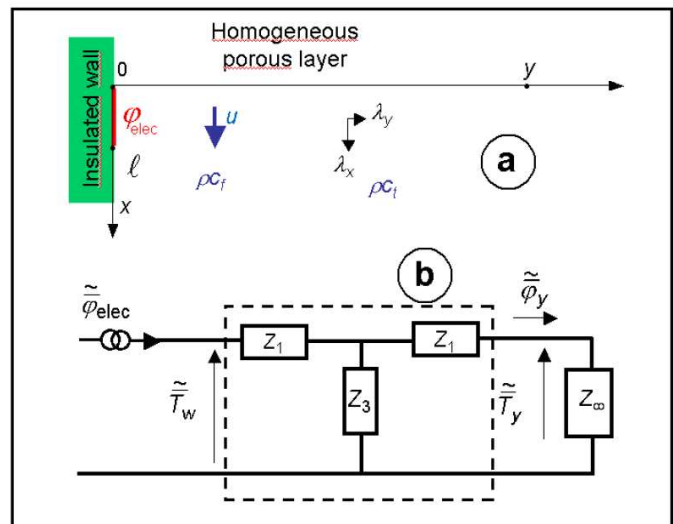 Homogeneous
porous layer
Insulated wall
0
y
φelec
u
λy
λx
ℓ
ρcf
ρct
a
x
b
φ̃̄elec
φ̃̄y
Z1
Z1
T̃̄w
Z3
T̃̄y
Z∞